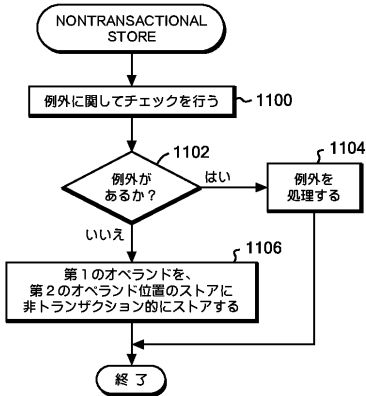 NONTRANSACTIONAL
STORE
例外に関してチェックを行う
1100
1102
例外が
あるか？
はい
1104
例外を
処理する
いいえ
1106
第１のオペランドを、
第２のオペランド位置のストアに
非トランザクション的にストアする
終 了